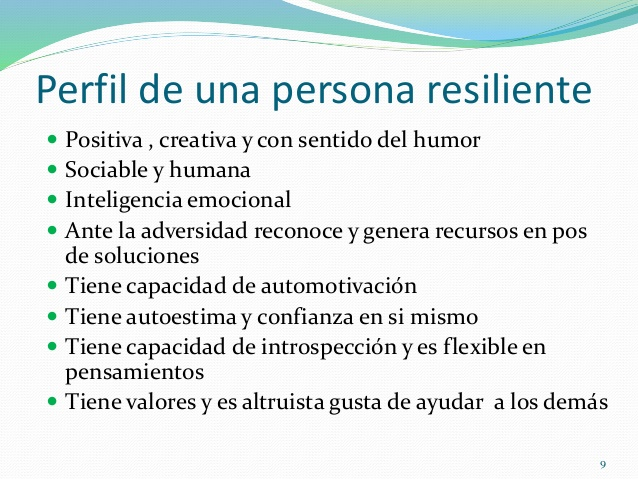 Perfil de una persona resiliente
• Positiva , creativa y con sentido del humor
• Sociable y humana
• Inteligencia emocional
• Ante la adversidad reconoce y genera recursos en pos
de soluciones
• Tiene capacidad de automotivación
• Tiene autoestima y confianza en si mismo
• Tiene capacidad de introspección y es flexible en
pensamientos
• Tiene valores y es altruista gusta de ayudar  a los demás
9